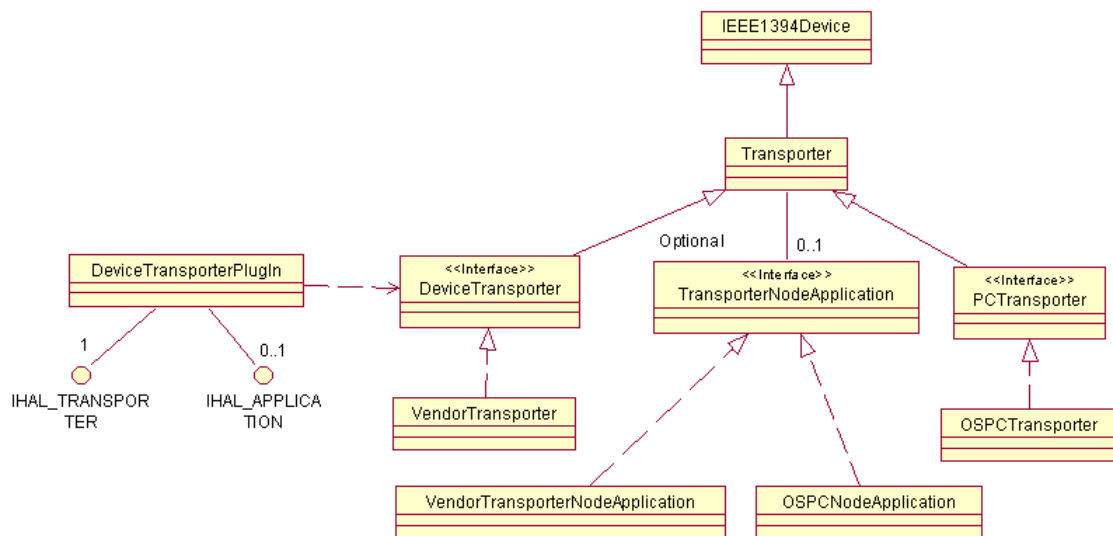 IEEE1394Device
Transporter
Optional
0..1
DeviceTransporterPlugIn
<<Interface>>
DeviceTransporter
<<Interface>>
TransporterNodeApplication
<<Interface>>
PCTransporter
1
0..1
IHAL_TRANSPOR
TER
IHAL_APPLICA
TION
VendorTransporter
OSPCTransporter
VendorTransporterNodeApplication
OSPCNodeApplication